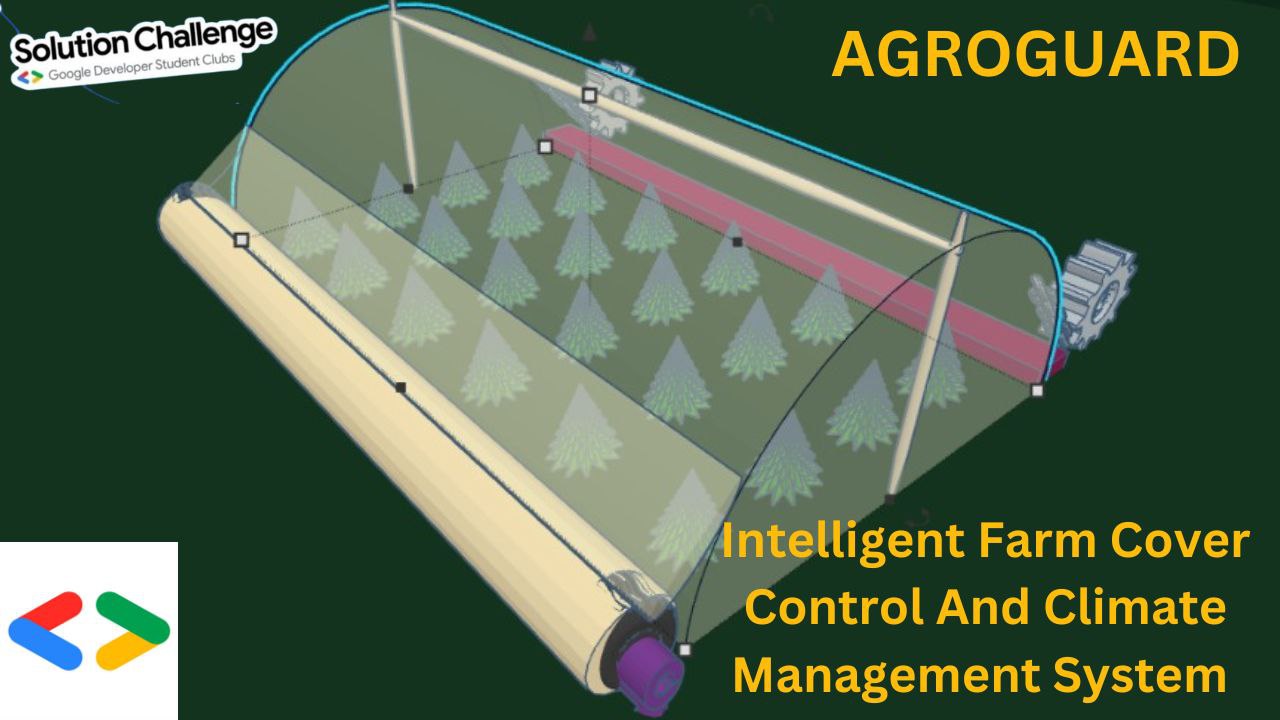 Solution Challenge
Google Developer Student Clubs
AGROGUARD
Intelligent Farm Cover
Control And Climate
Management System